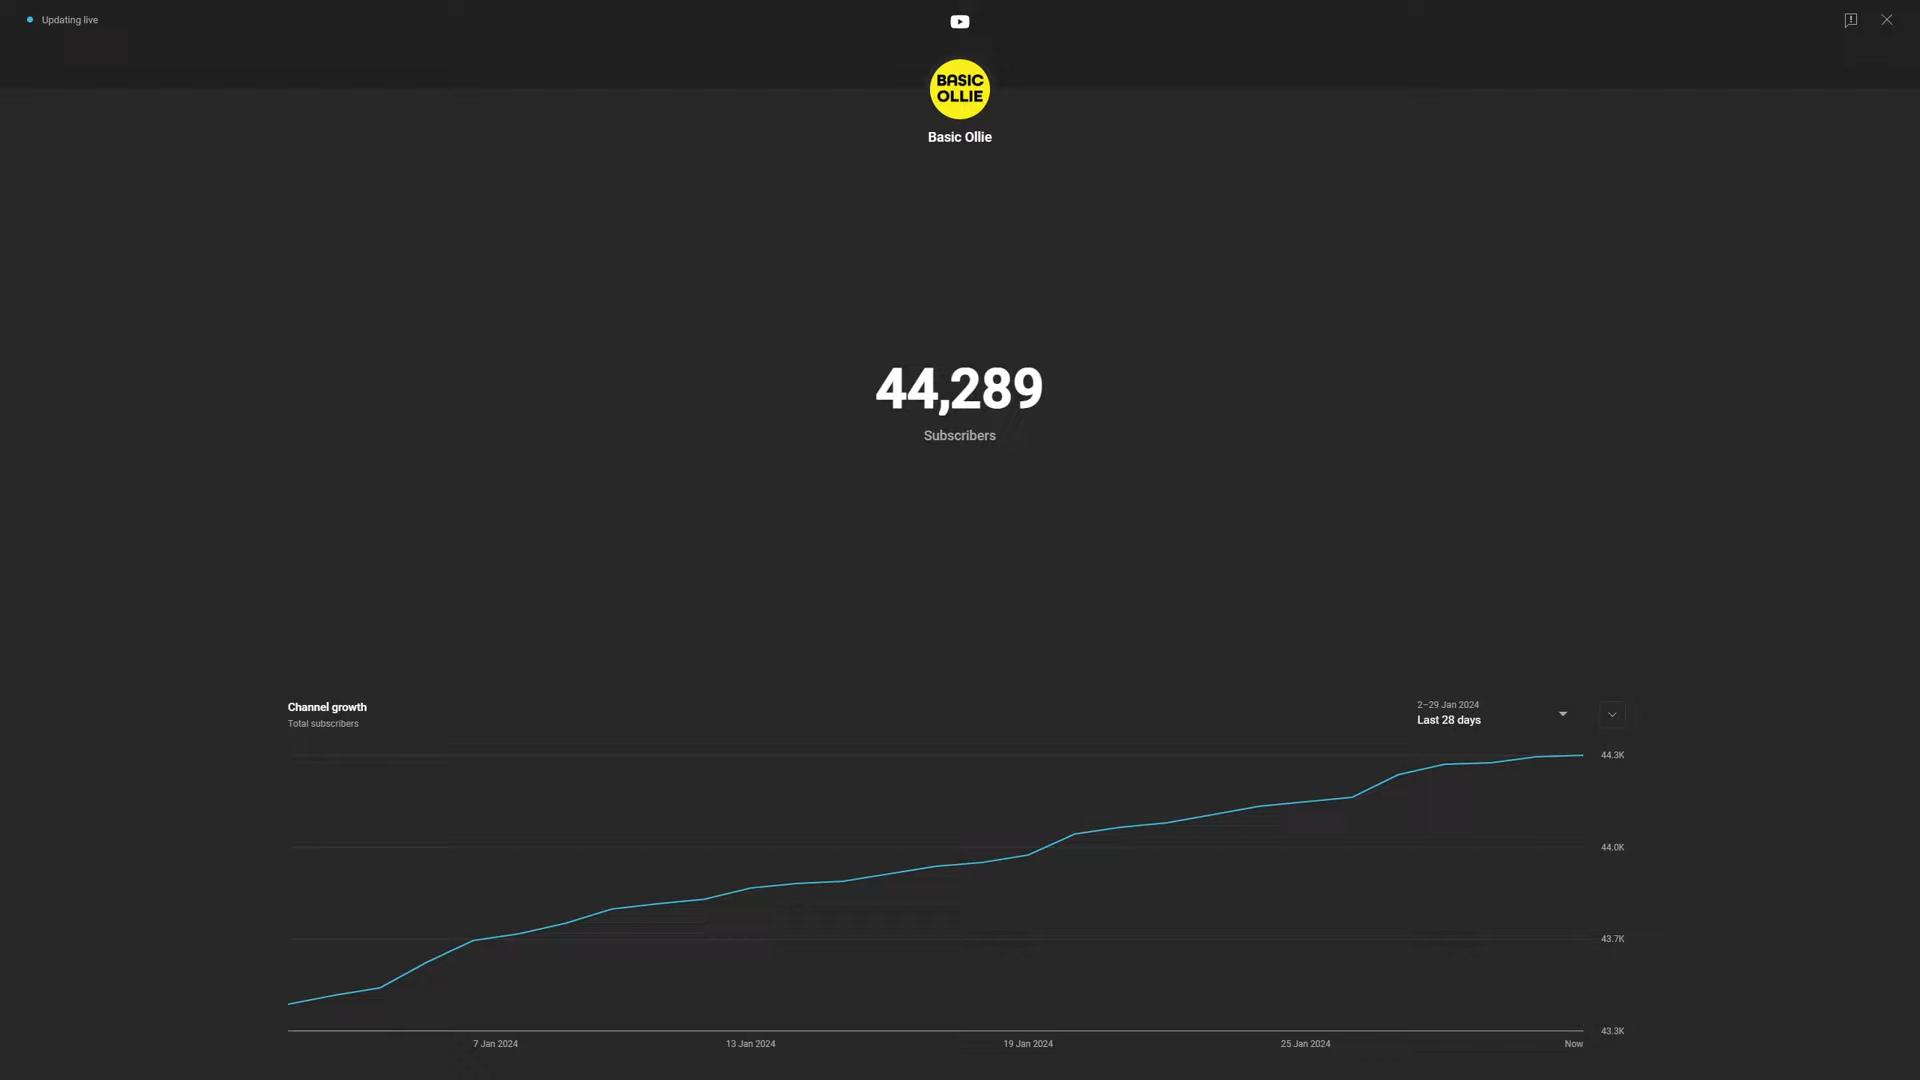 Updating live
BASIC
OLLIE
Basic Ollie
44,289
Subscribers
Channel growth
Total subscribers
2–29 Jan 2024
Last 28 days
44.3K
44.0K
43.7K
43.3K
7 Jan 2024
13 Jan 2024
19 Jan 2024
25 Jan 2024
Now